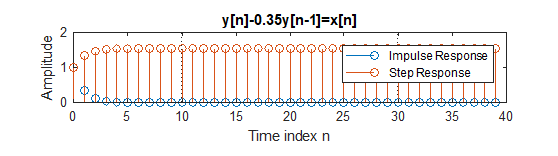 y[n]-0.35y[n-1]=x[n]
2
1
0
Amplitude
Impulse Response
Step Response
0 5 10 15 20 25 30 35 40
Time index n